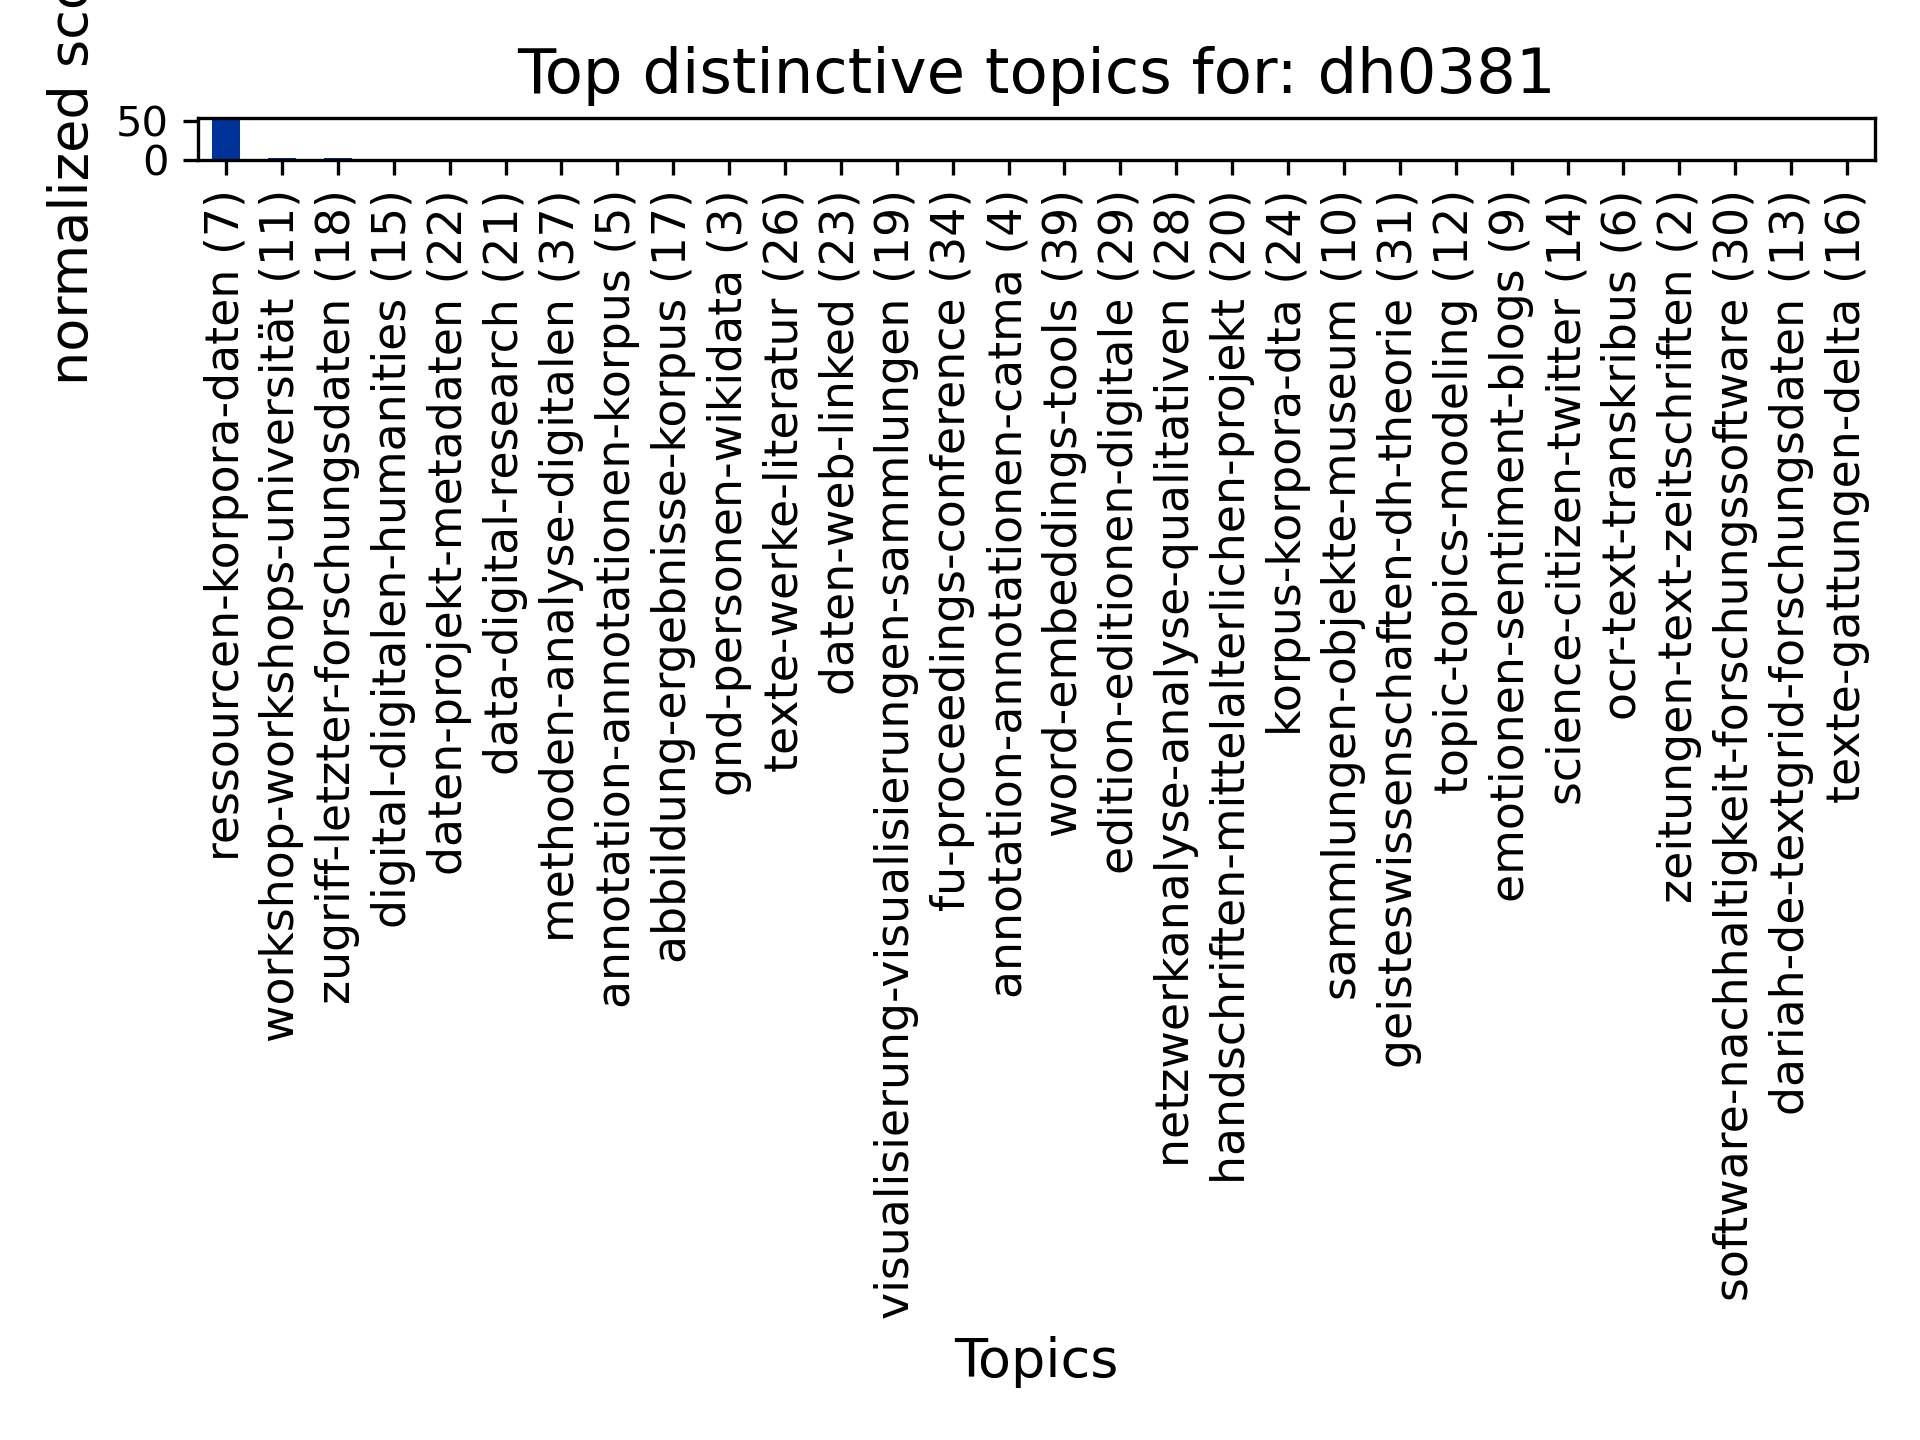 Top distinctive topics for: dh0381
normalized
50
0
ressourcen-korpora-daten (7)
workshop-workshops-universität (11)
zugriff-letzter-forschungsdaten (18)
digital-digitalen-humanities (15)
daten-projekt-metadaten (22)
data-digital-research (21)
methoden-analyse-digitalen (37)
annotation-annotationen-korpus (5)
abbildung-ergebnisse-korpus (17)
gnd-personen-wikidata (3)
texte-werke-literatur (26)
daten-web-linked (23)
visualisierung-visualisierungen-sammlungen (19)
fu-proceedings-conference (34)
annotation-annotationen-catma (4)
word-embeddings-tools (39)
edition-editionen-digitale (29)
netzwerkanalyse-analyse-qualitativen (28)
handschriften-mittelalterlichen-projekt (20)
korpus-korpora-dta (24)
sammlungen-objekte-museum (10)
geisteswissenschaften-dh-theorie (31)
topic-topics-modeling (12)
emotionen-sentiment-blogs (9)
science-citizen-twitter (14)
ocr-text-transkribus (6)
zeitungen-text-zeitschriften (2)
software-nachhaltigkeit-forschungssoftware (30)
dariah-de-textgrid-forschungsdaten (13)
texte-gattungen-delta (16)
Topics